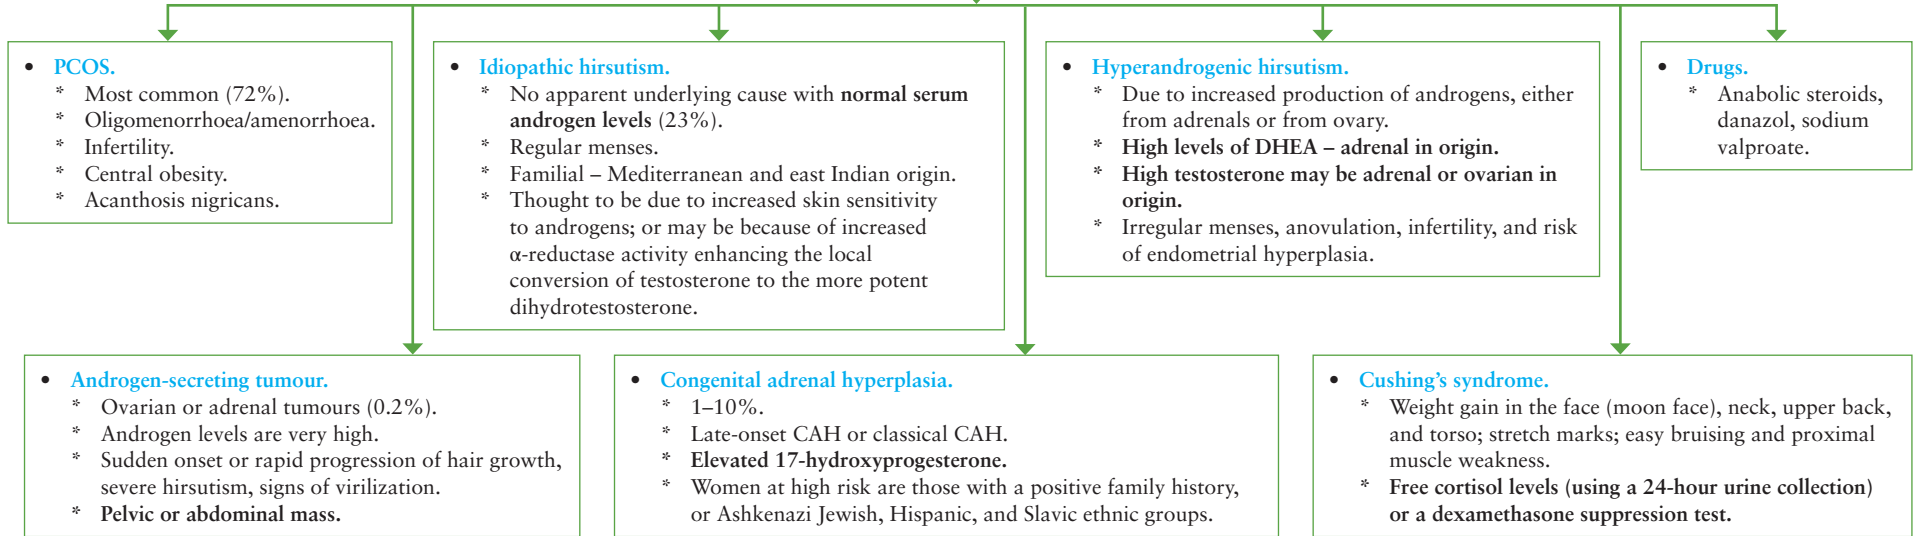 • PCOS.
* Most common (72%).
* Oligomenorrhoea/amenorrhoea.
* Infertility.
* Central obesity.
* Acanthosis nigricans.
• Idiopathic hirsutism.
* No apparent underlying cause with normal serum
androgen levels (23%).
* Regular menses.
* Familial – Mediterranean and east Indian origin.
* Thought to be due to increased skin sensitivity
to androgens; or may be because of increased
α-reductase activity enhancing the local
conversion of testosterone to the more potent
dihydrotestosterone.
• Hyperandrogenic hirsutism.
* Due to increased production of androgens, either
from adrenals or from ovary.
* High levels of DHEA – adrenal in origin.
* High testosterone may be adrenal or ovarian in
origin.
* Irregular menses, anovulation, infertility, and risk
of endometrial hyperplasia.
• Drugs.
* Anabolic steroids,
danazol, sodium
valproate.
• Androgen-secreting tumour.
* Ovarian or adrenal tumours (0.2%).
* Androgen levels are very high.
* Sudden onset or rapid progression of hair growth,
severe hirsutism, signs of virilization.
* Pelvic or abdominal mass.
• Congenital adrenal hyperplasia.
* 1–10%.
* Late-onset CAH or classical CAH.
* Elevated 17-hydroxyprogesterone.
* Women at high risk are those with a positive family history,
or Ashkenazi Jewish, Hispanic, and Slavic ethnic groups.
• Cushing's syndrome.
* Weight gain in the face (moon face), neck, upper back,
and torso; stretch marks; easy bruising and proximal
muscle weakness.
* Free cortisol levels (using a 24-hour urine collection)
or a dexamethasone suppression test.